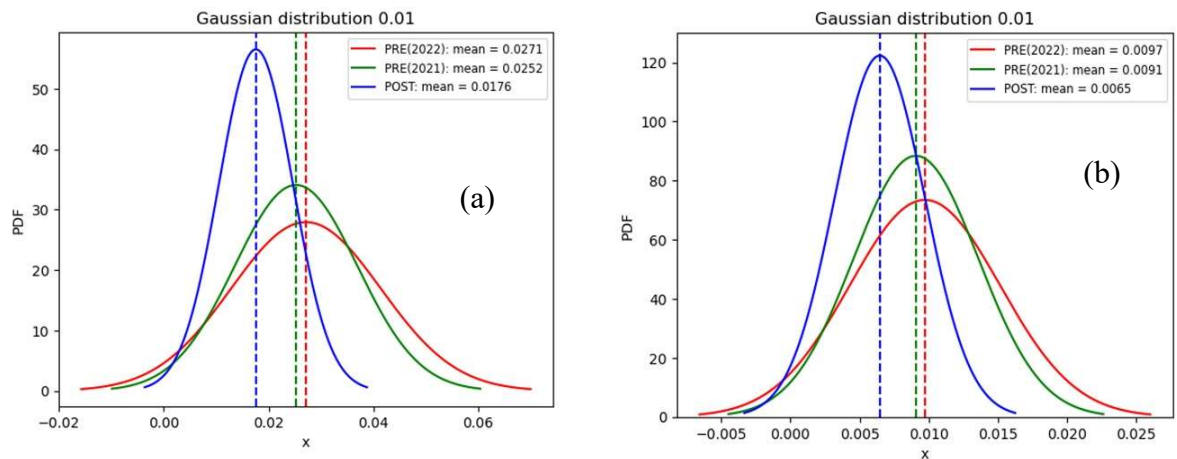 Gaussian distribution 0.01
PRE(2022): mean = 0.0271
PRE(2021): mean = 0.0252
POST: mean = 0.0176
(a)
PDF
50
40
30
20
10
0
−0.02 0.00 0.02 0.04 0.06
x
Gaussian distribution 0.01
PRE(2022): mean = 0.0097
PRE(2021): mean = 0.0091
POST: mean = 0.0065
(b)
PDF
120
100
80
60
40
20
0
−0.005 0.000 0.005 0.010 0.015 0.020 0.025
x